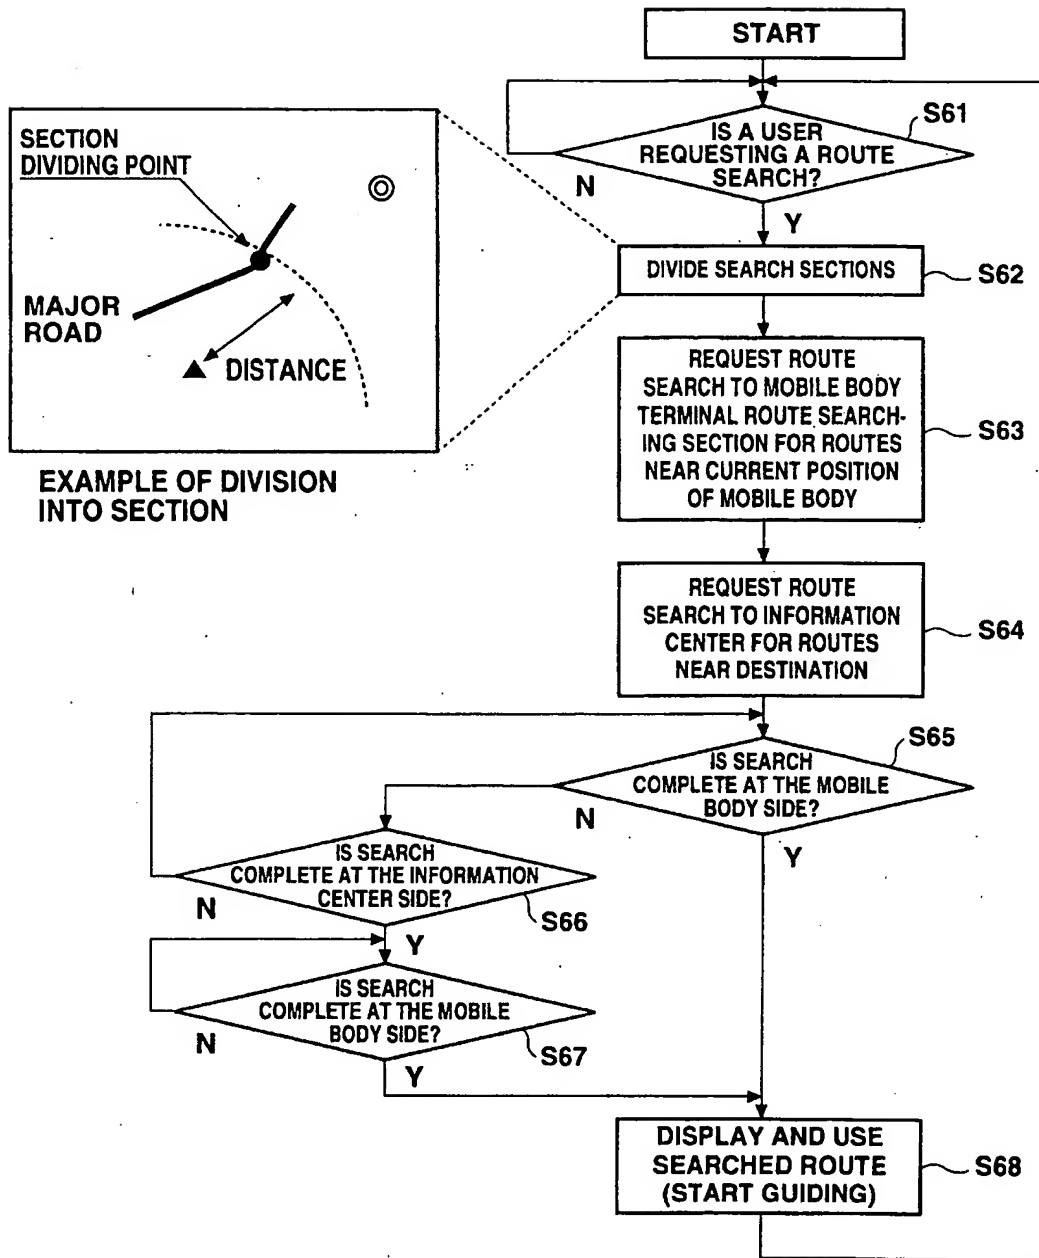 START
S61
IS A USER
REQUESTING A ROUTE
SEARCH?
N
Y
SECTION
DIVIDING POINT
MAJOR
ROAD
DISTANCE
EXAMPLE OF DIVISION
INTO SECTION
DIVIDE SEARCH SECTIONS
S62
REQUEST ROUTE
SEARCH TO MOBILE BODY
TERMINAL ROUTE SEARCH-
ING SECTION FOR ROUTES
NEAR CURRENT POSITION
OF MOBILE BODY
S63
REQUEST ROUTE
SEARCH TO INFORMATION
CENTER FOR ROUTES
NEAR DESTINATION
S64
S65
IS SEARCH
COMPLETE AT THE MOBILE
BODY SIDE?
N
Y
IS SEARCH
COMPLETE AT THE INFORMATION
CENTER SIDE?
N
S66
Y
IS SEARCH
COMPLETE AT THE MOBILE
BODY SIDE?
N
S67
Y
DISPLAY AND USE
SEARCHED ROUTE
(START GUIDING)
S68